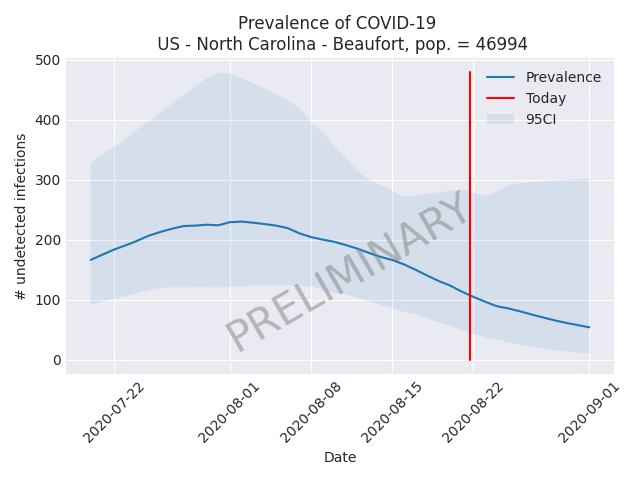 Prevalence of COVID-19
US - North Carolina - Beaufort, pop. = 46994
# undetected infections
500
400
300
200
100
0
Prevalence
Today
95CI
PRELIMINARY
2020-07-22
2020-08-01
2020-08-08
2020-08-15
2020-08-22
2020-09-01
Date